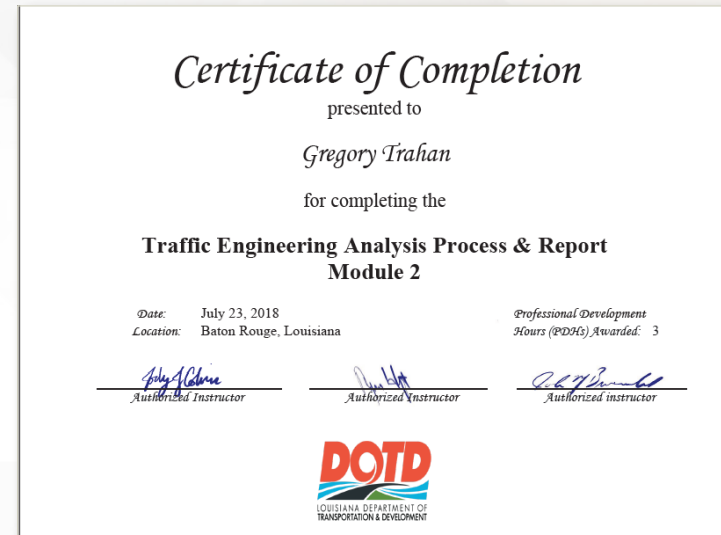 Certificate of Completion
presented to
Gregory Trahan
for completing the
Traffic Engineering Analysis Process & Report
Module 2
Date: July 23, 2018
Location: Baton Rouge, Louisiana
Professional Development
Hours (PDHs) Awarded: 3
Authorized Instructor
Authorized Instructor
Authorized instructor
DOTD
LOUISIANA DEPARTMENT OF
TRANSPORTATION & DEVELOPMENT